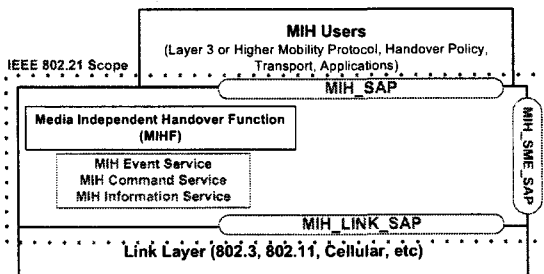 MIH Users
(Layer 3 or Higher Mobility Protocol, Handover Policy,
Transport, Applications)
IEEE 802.21 Scope
MIH_SAP
Media Independent Handover Function
(MIHF)
MIH_SME_SAP
MIH Event Service
MIH Command Service
MIH Information Service
MIH_LINK_SAP
Link Layer (802.3, 802.11, Cellular, etc)